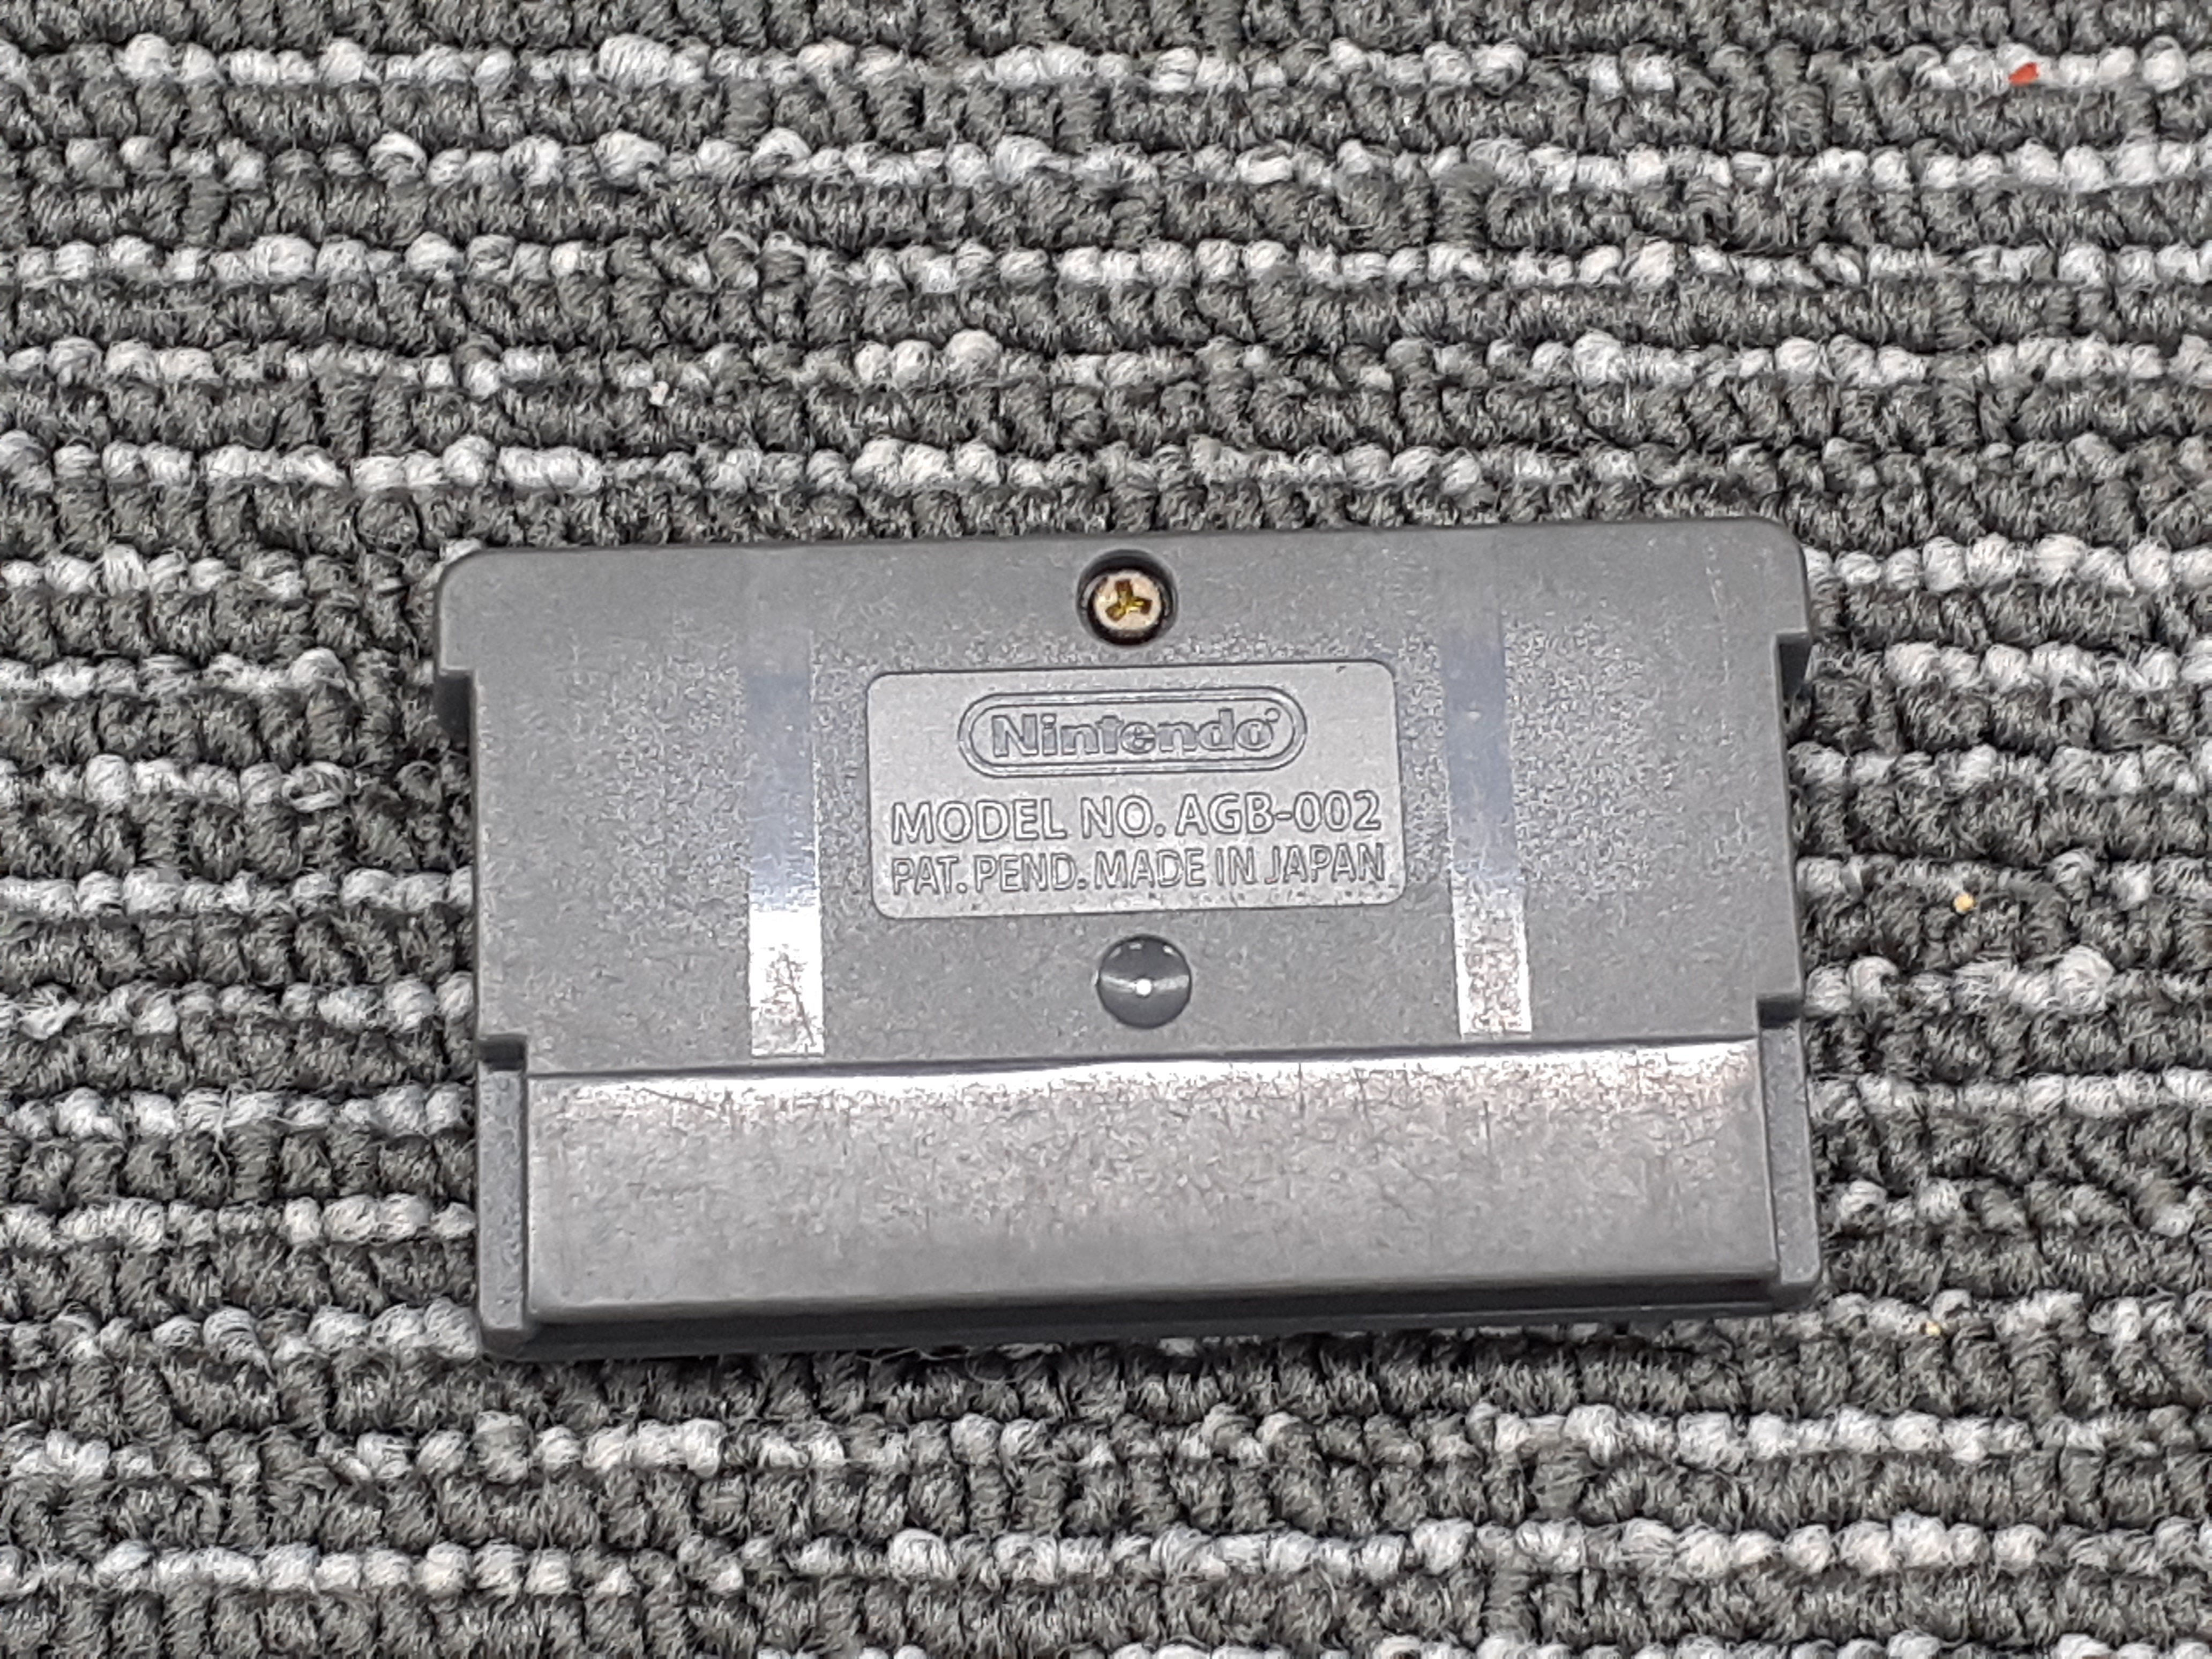 Nintendo®
MODEL NO. AGB-002
PAT. PEND. MADE IN JAPAN